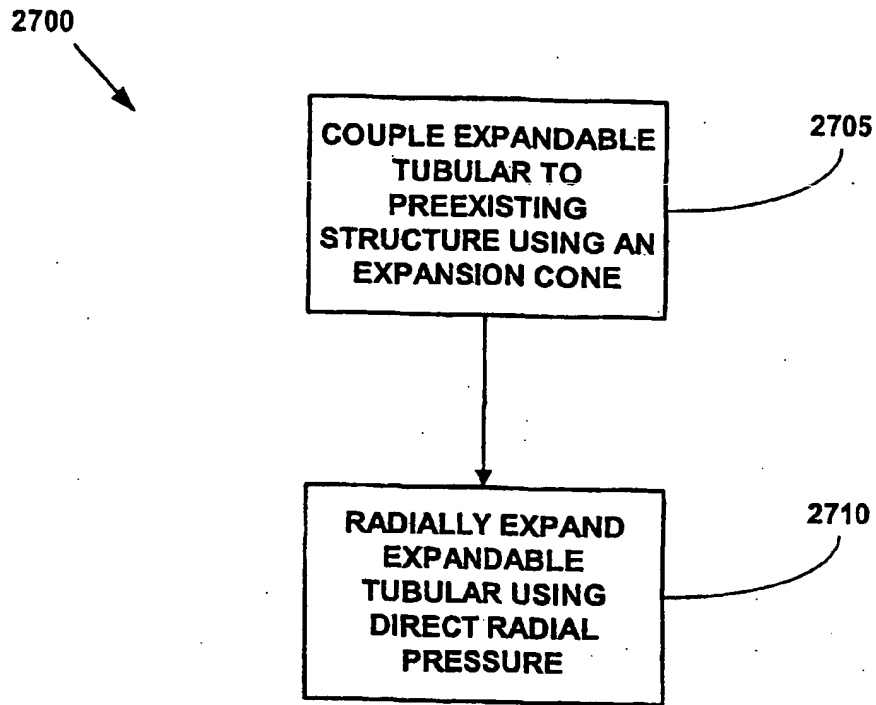 2700
COUPLE EXPANDABLE
TUBULAR TO
PREEXISTING
STRUCTURE USING AN
EXPANSION CONE
2705
RADIALLY EXPAND
EXPANDABLE
TUBULAR USING
DIRECT RADIAL
PRESSURE
2710